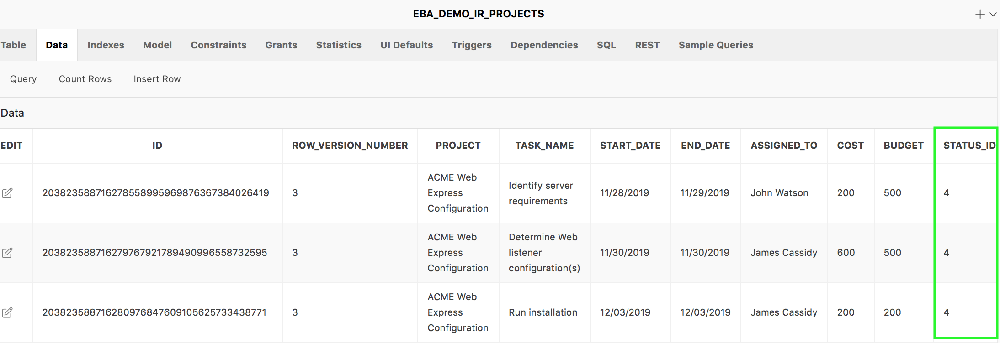 EBA_DEMO_IR_PROJECTS
Table Data Indexes Model Constraints Grants Statistics UI Defaults Triggers Dependencies SQL REST Sample Queries
Query Count Rows Insert Row
Data
EDIT ID ROW_VERSION_NUMBER PROJECT TASK_NAME START_DATE END_DATE ASSIGNED_TO COST BUDGET STATUS_ID
203823588716278558995969876367384026419 3 ACME Web Express Configuration Identify server requirements 11/28/2019 11/29/2019 John Watson 200 500 4
203823588716279767921789490996558732595 3 ACME Web Express Configuration Determine Web listener configuration(s) 11/30/2019 11/30/2019 James Cassidy 600 500 4
203823588716280976847609105625733438771 3 ACME Web Express Configuration Run installation 12/03/2019 12/03/2019 James Cassidy 200 200 4